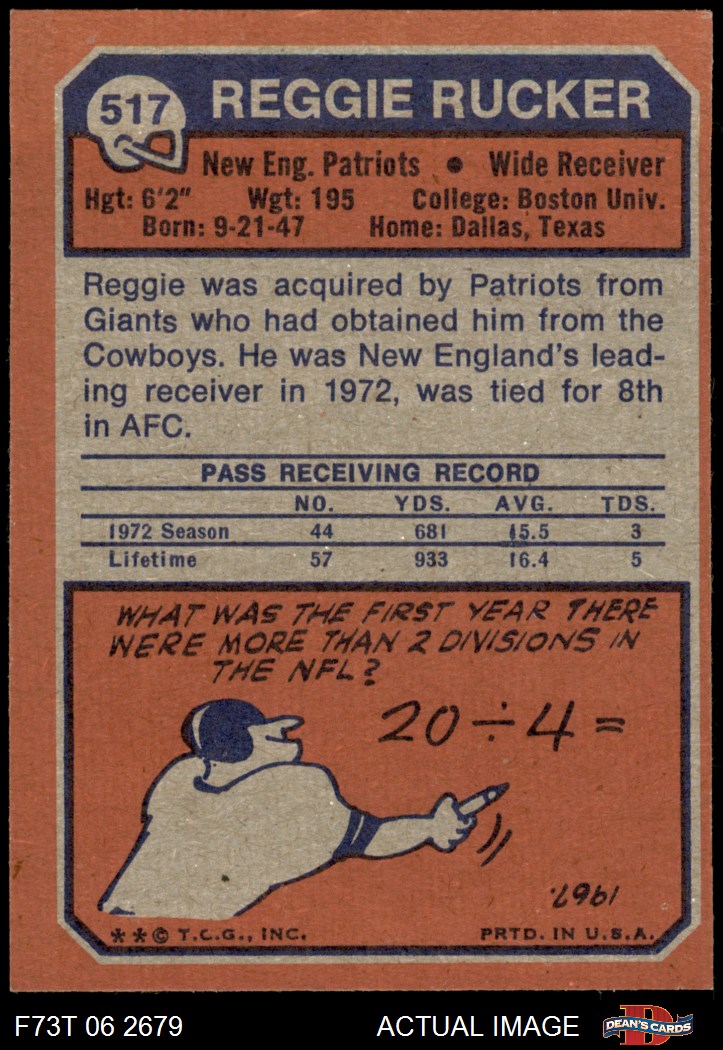 517 REGGIE RUCKER
New Eng. Patriots • Wide Receiver
Hgt: 6'2" Wgt: 195 College: Boston Univ.
Born: 9-21-47 Home: Dallas, Texas
Reggie was acquired by Patriots from
Giants who had obtained him from the
Cowboys. He was New England's lead-
ing receiver in 1972, was tied for 8th
in AFC.
PASS RECEIVING RECORD
NO. YDS. AVG. TDS.
1972 Season 44 681 15.5 3
Lifetime 57 933 16.4 5
WHAT WAS THE FIRST YEAR THERE
WERE MORE THAN 2 DIVISIONS IN
THE NFL?
20÷4=
1967.
**© T.C.G., INC. PRTD. IN U.S.A.
F73T 06 2679 ACTUAL IMAGE D DEAN'S CARDS